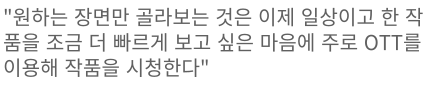 "원하는 장면만 골라보는 것은 이제 일상이고 한 작
품을 조금 더 빠르게 보고 싶은 마음에 주로 OTT를
이용해 작품을 시청한다"